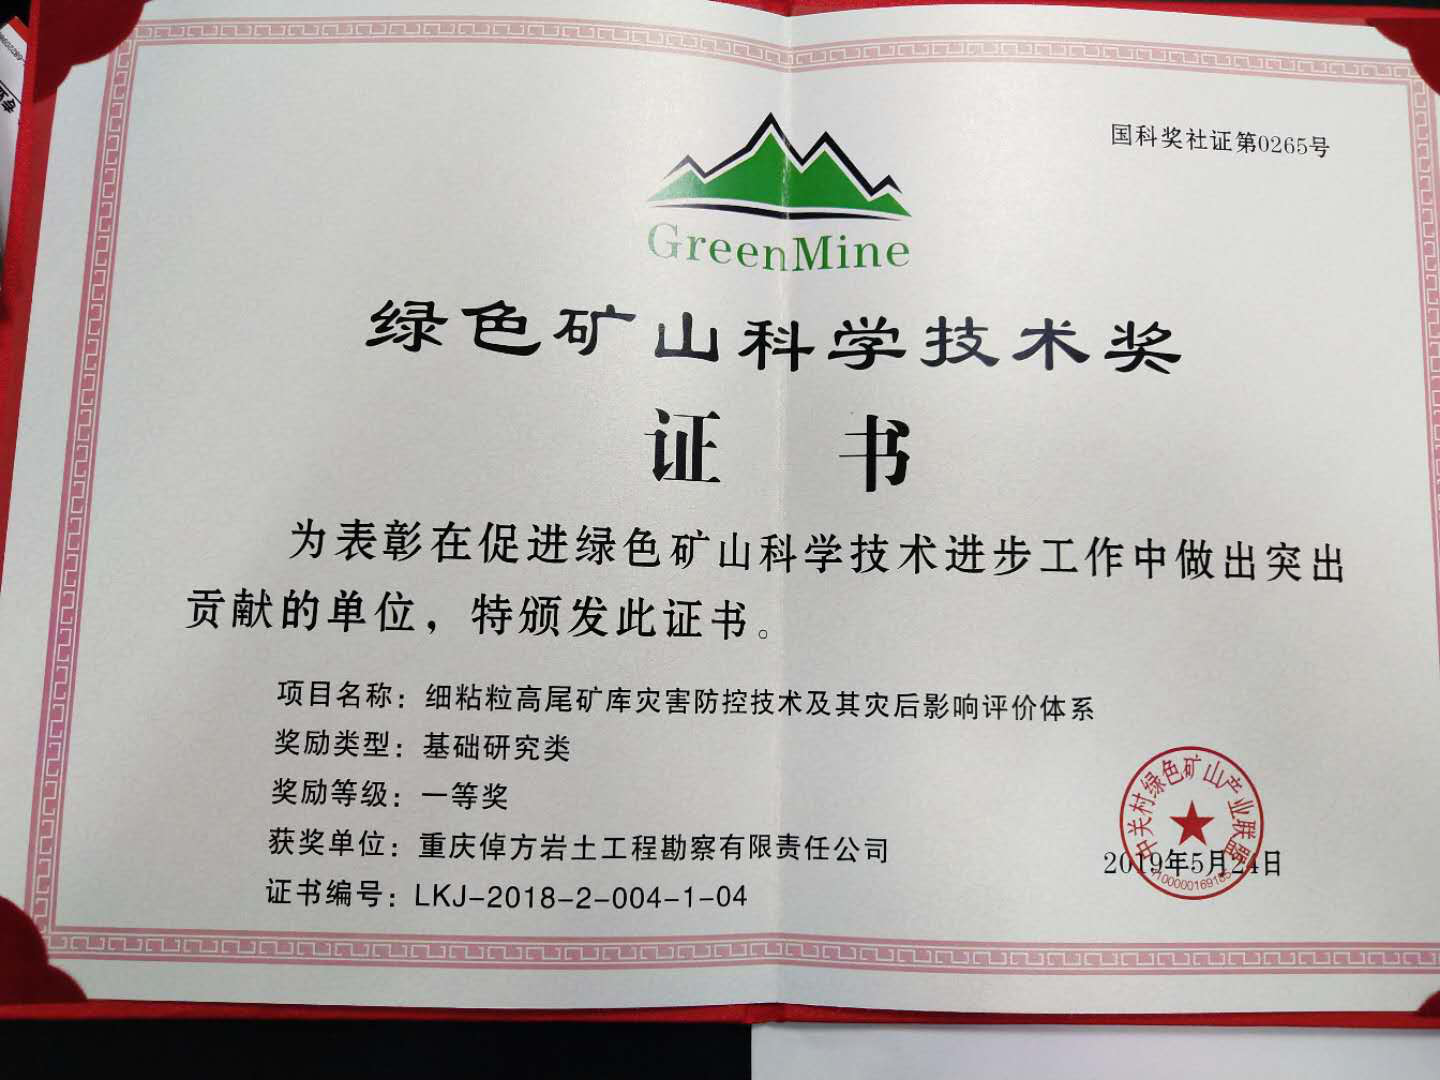 国科奖社证第0265号
GreenMine
绿色矿山科学技术奖
证 书
为表彰在促进绿色矿山科学技术进步工作中做出突出
贡献的单位，特颁发此证书。
项目名称：细粘粒高尾矿库灾害防控技术及其灾后影响评价体系
奖励类型：基础研究类
奖励等级：一等奖
获奖单位：重庆倬方岩土工程勘察有限责任公司
证书编号：LKJ-2018-2-004-1-04
中关村绿色矿山产业联盟
2019年5月24日